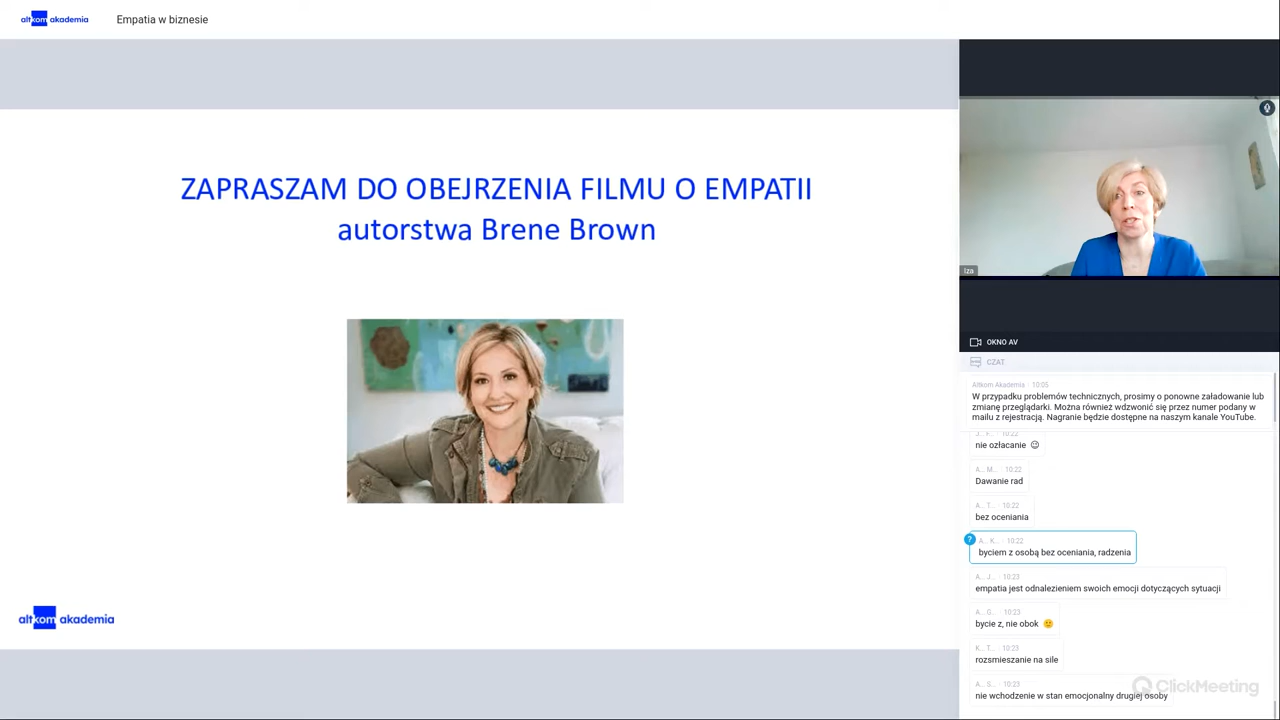 altkom akademia
Empatia w biznesie
ZAPRASZAM DO OBEJRZENIA FILMU O EMPATII
autorstwa Brene Brown
altkom akademia
Iza
OKNO AV
CZAT
Altkom Akademia · 10:05
W przypadku problemów technicznych, prosimy o ponowne załadowanie lub
zmianę przeglądarki. Można również wdzwonić się przez numer podany w
mailu z rejestracją. Nagranie będzie dostępne na naszym kanale YouTube.
J... F... · 10:22
nie ozłacanie
A... M... · 10:22
Dawanie rad
A... T... · 10:22
bez oceniania
?
A... K... · 10:22
byciem z osobą bez oceniania, radzenia
A... J... · 10:23
empatia jest odnalezieniem swoich emocji dotyczących sytuacji
A... G... · 10:23
bycie z, nie obok
K... T... · 10:23
rozsmieszanie na sile
A... S... · 10:23
nie wchodzenie w stan emocjonalny drugiej osoby
ClickMeeting